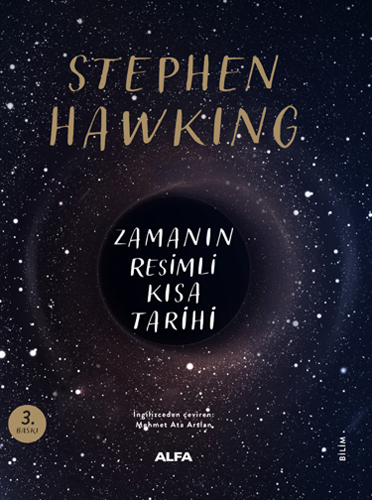 STEPHEN
HAWKING
ZAMANIN
RESİMLİ
KISA
TARİHİ
3.
BASKI
İngilizceden çeviren:
Mehmet Ata Arslan
ALFA
BİLİM